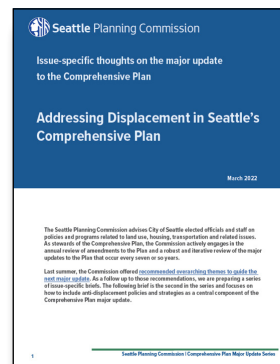 Seattle Planning Commission
Issue-specific thoughts on the major update
to the Comprehensive Plan
Addressing Displacement in Seattle's
Comprehensive Plan
March 2022
The Seattle Planning Commission advises City of Seattle elected officials and staff on
policies and programs related to land use, housing, transportation and related issues.
As stewards of the Comprehensive Plan, the Commission actively engages in the
annual review of amendments to the Plan and a robust and iterative review of the major
updates to the Plan that occur every seven or so years.
Last summer, the Commission offered recommended overarching themes to guide the
next major update. As a follow up to those recommendations, we are preparing a series
of issue-specific briefs. The following brief is the second in the series and focuses on
how to include anti-displacement policies and strategies as a central component of the
Comprehensive Plan major update.
1
Seattle Planning Commission | Comprehensive Plan Major Update Series